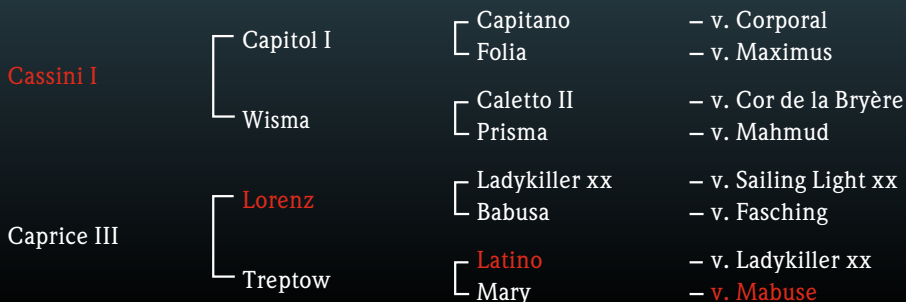 Capitano – v. Corporal
Capitol I
Folia – v. Maximus
Cassini I
Caletto II – v. Cor de la Bryère
Wisma
Prisma – v. Mahmud
Ladykiller xx – v. Sailing Light xx
Lorenz
Babusa – v. Fasching
Caprice III
Latino – v. Ladykiller xx
Treptow
Mary – v. Mabuse